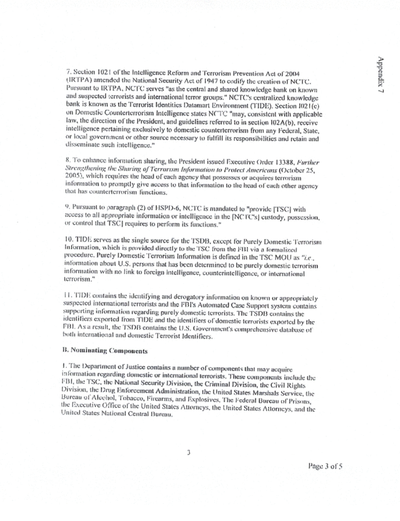 Appendix 7
7. Section 1021 of the Intelligence Reform and Terrorism Prevention Act of 2004
(IRTPA) amended the National Security Act of 1947 to codify the creation of NCTC.
Pursuant to IRTPA, NCTC serves "as the central and shared knowledge bank on known
and suspected terrorists and international terror groups." NCTC's centralized knowledge
bank is known as the Terrorist Identities Datamart Environment (TIDE). Section 1021(e)
on Domestic Counterterrorism Intelligence states NCTC "may, consistent with applicable
law, the direction of the President, and guidelines referred to in section 102A(b), receive
intelligence pertaining exclusively to domestic counterterrorism from any Federal, State,
or local government or other source necessary to fulfill its responsibilities and retain and
disseminate such intelligence."
8. To enhance information sharing, the President issued Executive Order 13388, Further
Strengthening the Sharing of Terrorism Information to Protect Americans (October 25,
2005), which requires the head of each agency that possesses or acquires terrorism
information to promptly give access to that information to the head of each other agency
that has counterterrorism functions.
9. Pursuant to paragraph (2) of HSPD-6, NCTC is mandated to "provide [TSC] with
access to all appropriate information or intelligence in the [NCTC's] custody, possession,
or control that [TSC] requires to perform its functions."
10. TIDE serves as the single source for the TSDB, except for Purely Domestic Terrorism
Information, which is provided directly to the TSC from the FBI via a formalized
procedure. Purely Domestic Terrorism Information is defined in the TSC MOU as "i.e.,
information about U.S. persons that has been determined to be purely domestic terrorism
information with no link to foreign intelligence, counterintelligence, or international
terrorism."
11. TIDE contains the identifying and derogatory information on known or appropriately
suspected international terrorists and the FBI's Automated Case Support system contains
supporting information regarding purely domestic terrorists. The TSDB contains the
identifiers exported from TIDE and the identifiers of domestic terrorists exported by the
FBI. As a result, the TSDB contains the U.S. Government's comprehensive database of
both international and domestic Terrorist Identifiers.
II. Nominating Components
1. The Department of Justice contains a number of components that may acquire
information regarding domestic or international terrorists. These components include the
FBI, the TSC, the National Security Division, the Criminal Division, the Civil Rights
Division, the Drug Enforcement Administration, the United States Marshals Service, the
Bureau of Alcohol, Tobacco, Firearms, and Explosives, The Federal Bureau of Prisons,
the Executive Office of the United States Attorneys, the United States Attorneys, and the
United States National Central Bureau.
3
Page 3 of 5